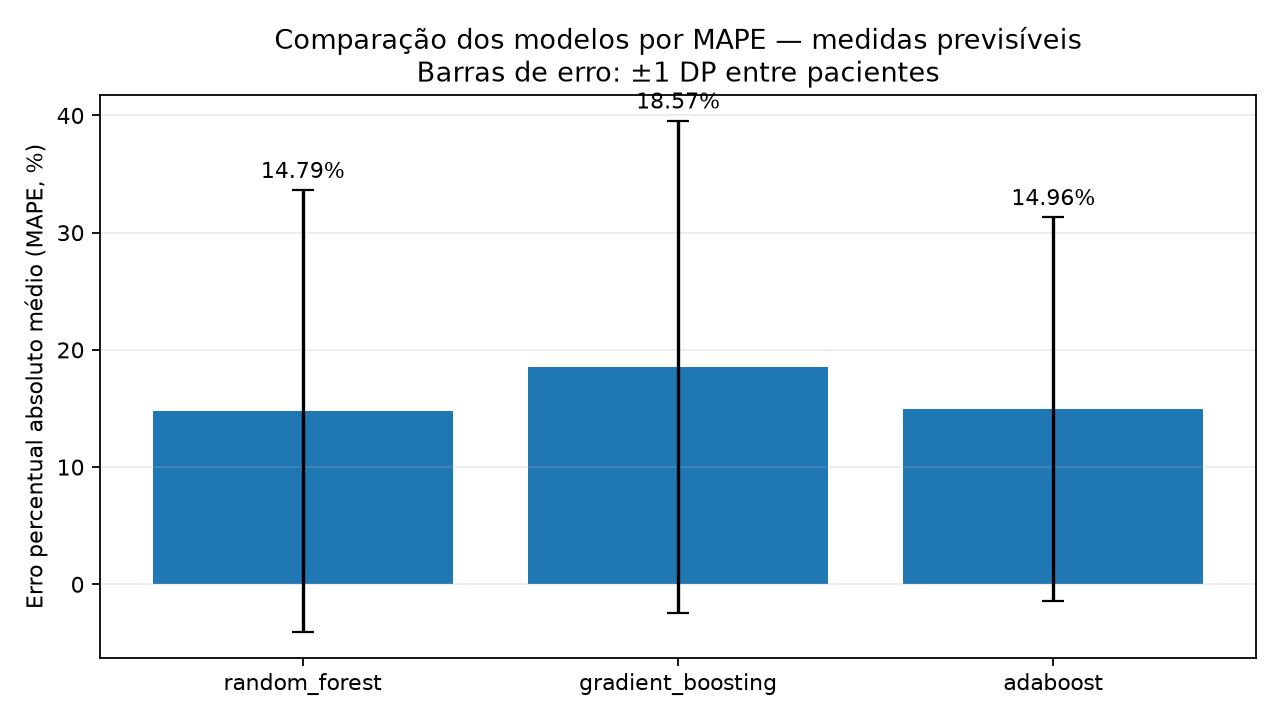 Comparação dos modelos por MAPE — medidas previsíveis
Barras de erro: ±1 DP entre pacientes
Erro percentual absoluto médio (MAPE, %)
40
30
20
10
0
14.79%
18.57%
14.96%
random_forest
gradient_boosting
adaboost